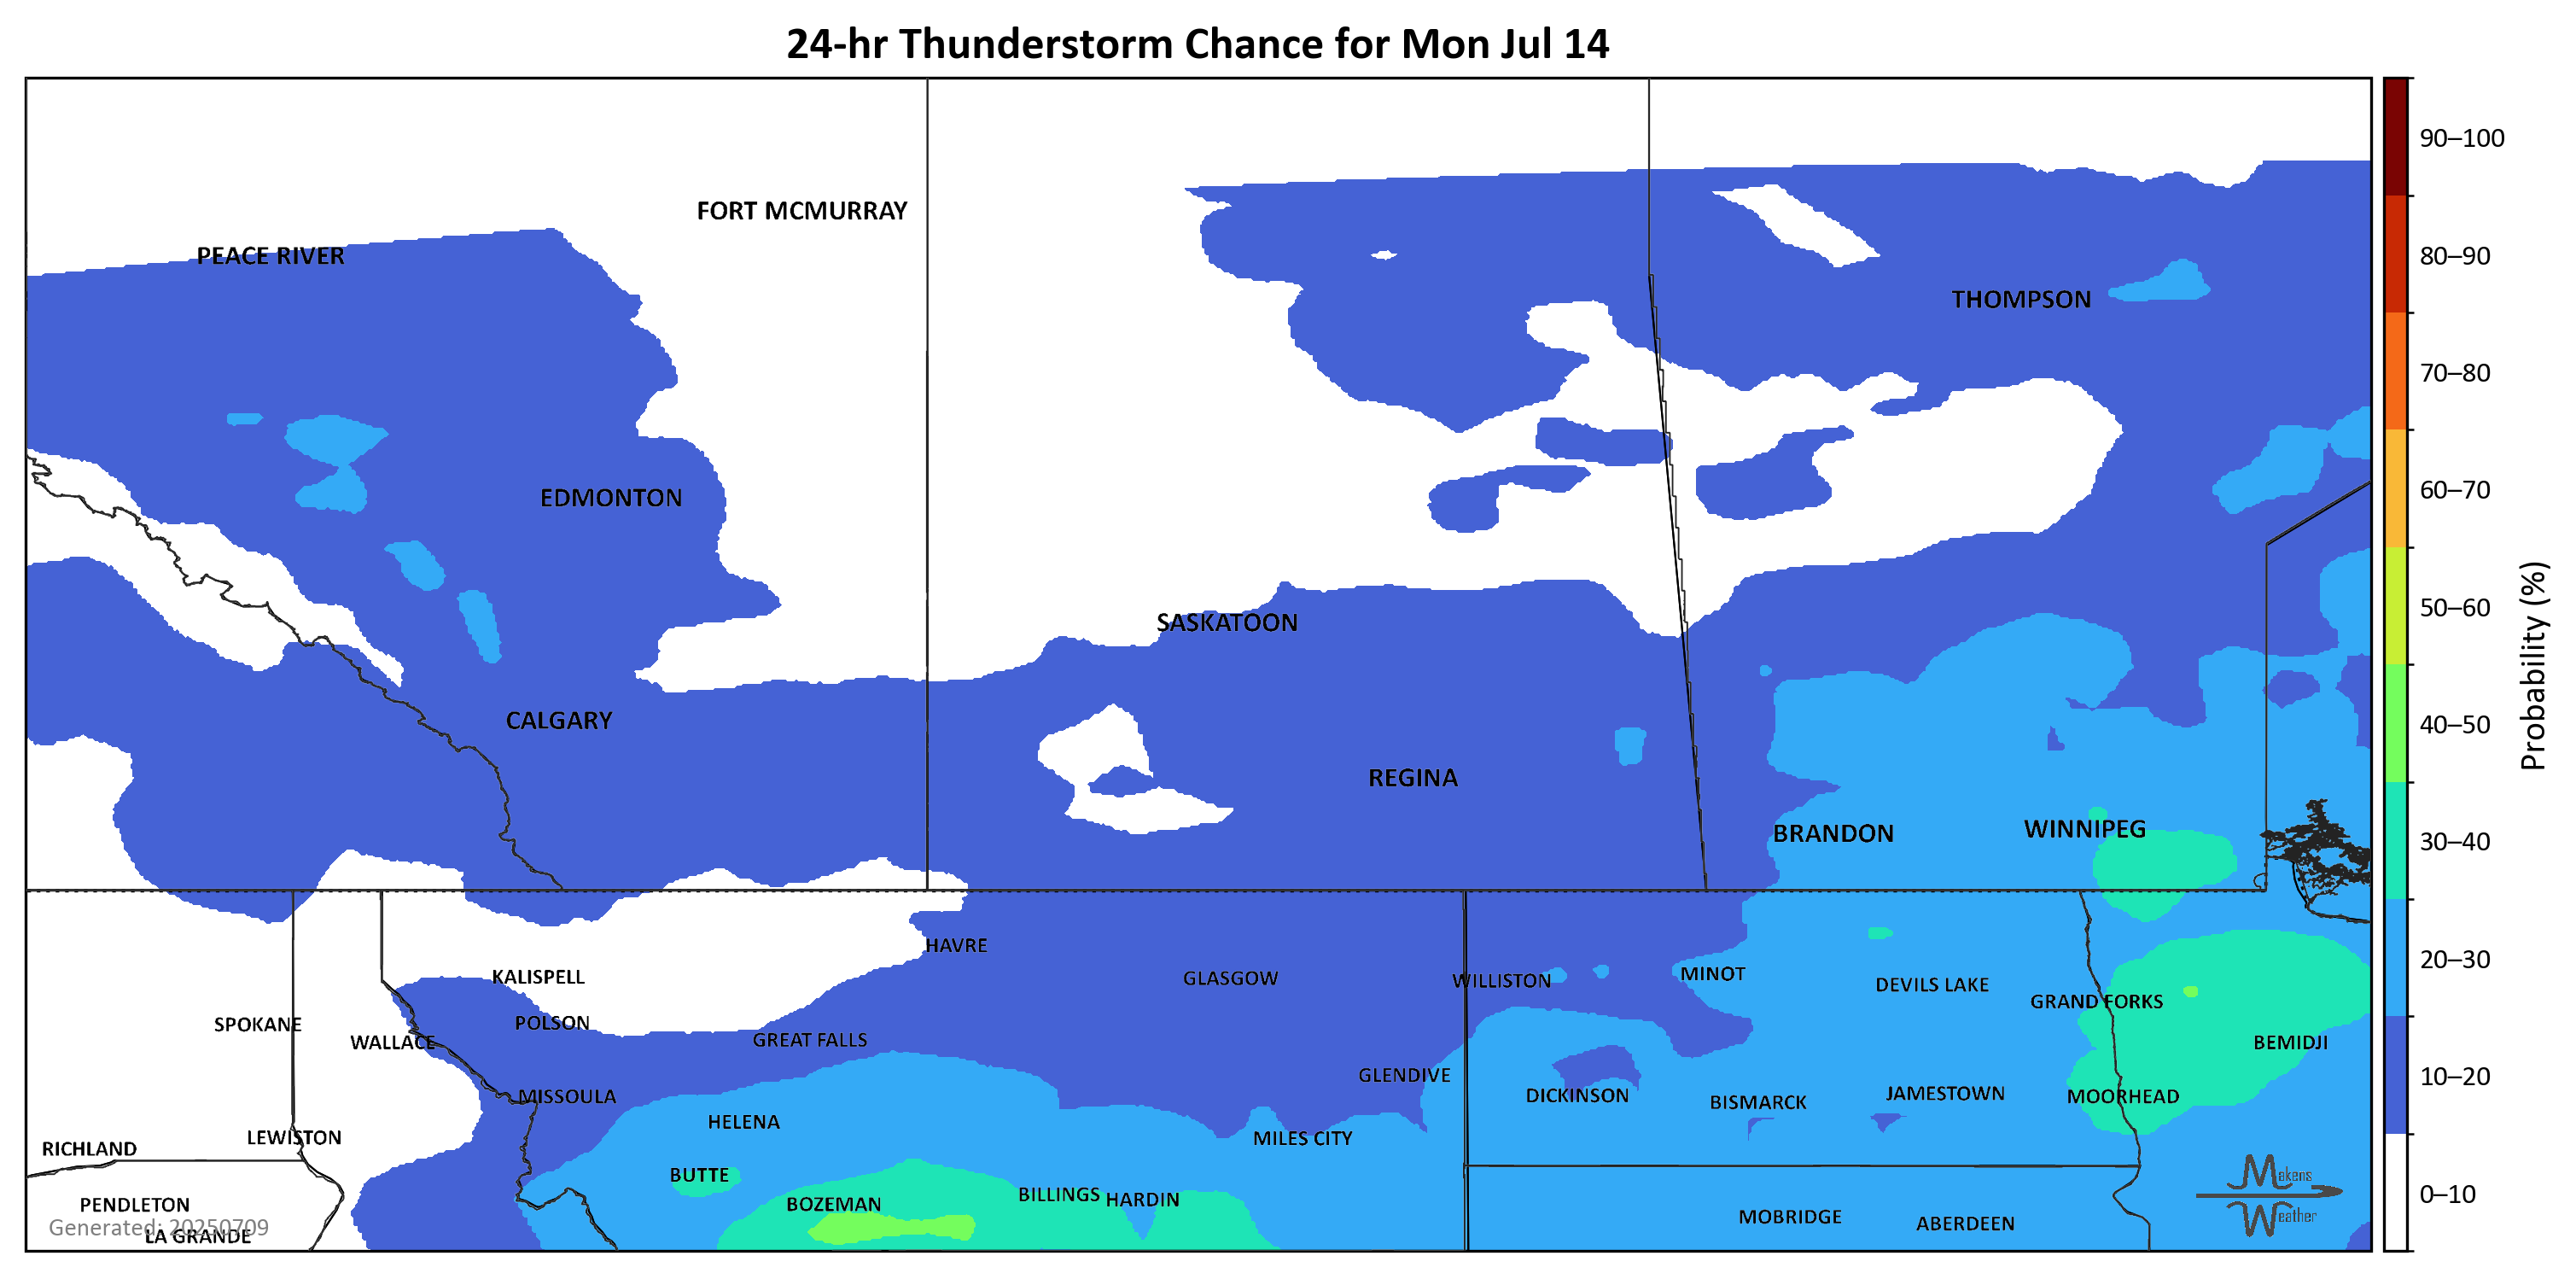 24-hr Thunderstorm Chance for Mon Jul 14
90–100
FORT MCMURRAY
PEACE RIVER
80–90
THOMPSON
70–80
EDMONTON
60–70
SASKATOON
50–60
Probability (%)
CALGARY
40–50
REGINA
BRANDON
WINNIPEG
30–40
HAVRE
20–30
KALISPELL
GLASGOW
WILLISTON
MINOT
DEVILS LAKE
GRAND FORKS
SPOKANE
POLSON
WALLACE
GREAT FALLS
BEMIDJI
GLENDIVE
10–20
MISSOULA
DICKINSON
BISMARCK
JAMESTOWN
MOORHEAD
HELENA
RICHLAND
LEWISTON
MILES CITY
BUTTE
Makens
Weather
0–10
PENDLETON
BOZEMAN
BILLINGS
HARDIN
MOBRIDGE
ABERDEEN
Generated: 20250709
LA GRANDE